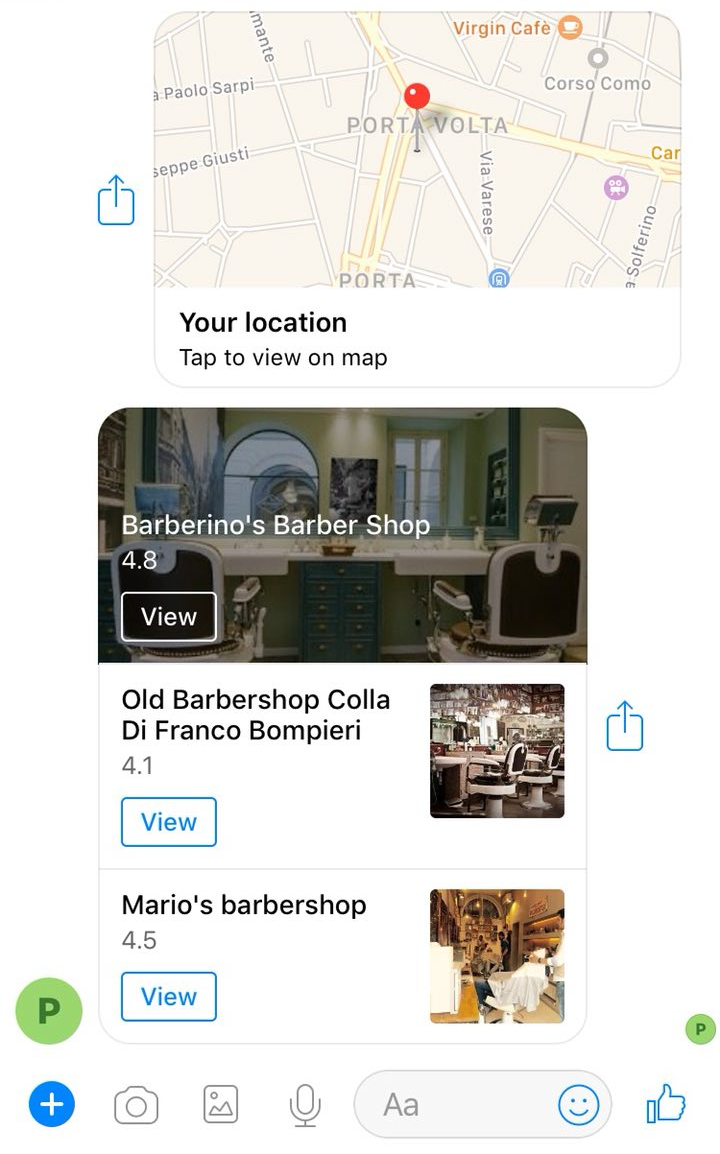 amante
Virgin Cafè
a Paolo Sarpi
Corso Como
PORTA VOLTA
seppe Giusti
Car
Via Varese
a Solferino
PORTA
Your location
Tap to view on map
Barberino's Barber Shop
4.8
View
Old Barbershop Colla
Di Franco Bompieri
4.1
View
Mario's barbershop
4.5
View
P
P
Aa